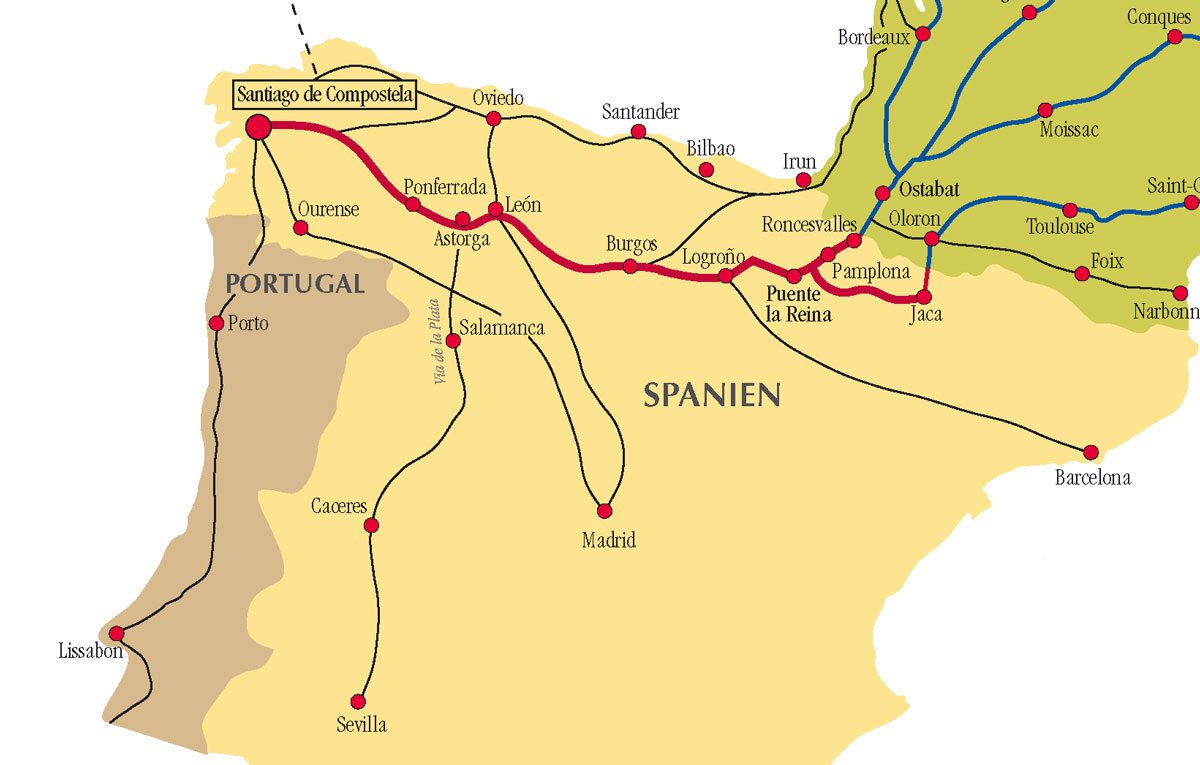 Conques
Bordeaux
Santiago de Compostela
Oviedo
Santander
Moissac
Bilbao
Irun
Ponferrada
Ostabat
Saint-G
Ourense
León
Roncesvalles
Oloron
Toulouse
Astorga
Burgos
Logroño
Pamplona
Foix
PORTUGAL
Puente
la Reina
Jaca
Narbonn
Porto
Via de la Plata
Salamanca
SPANIEN
Barcelona
Caceres
Madrid
Lissabon
Sevilla